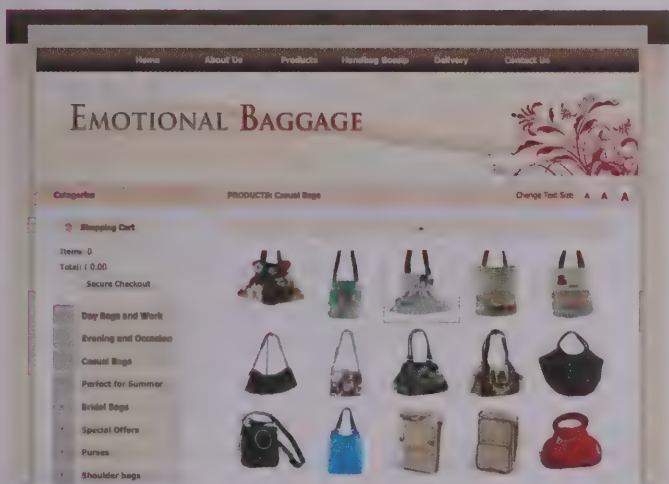 Home About Us Products Handbag Gossip Delivery Contact Us
EMOTIONAL BAGGAGE
Categories PRODUCTS: Casual Bags Change Text Size A A A
Shopping Cart
Items: 0
Total: 0.00
Secure Checkout
Day Bags and Work
Evening and Occasion
Casual Bags
Perfect for Summer
Bridal Bags
Special Offers
Purses
Shoulder bags